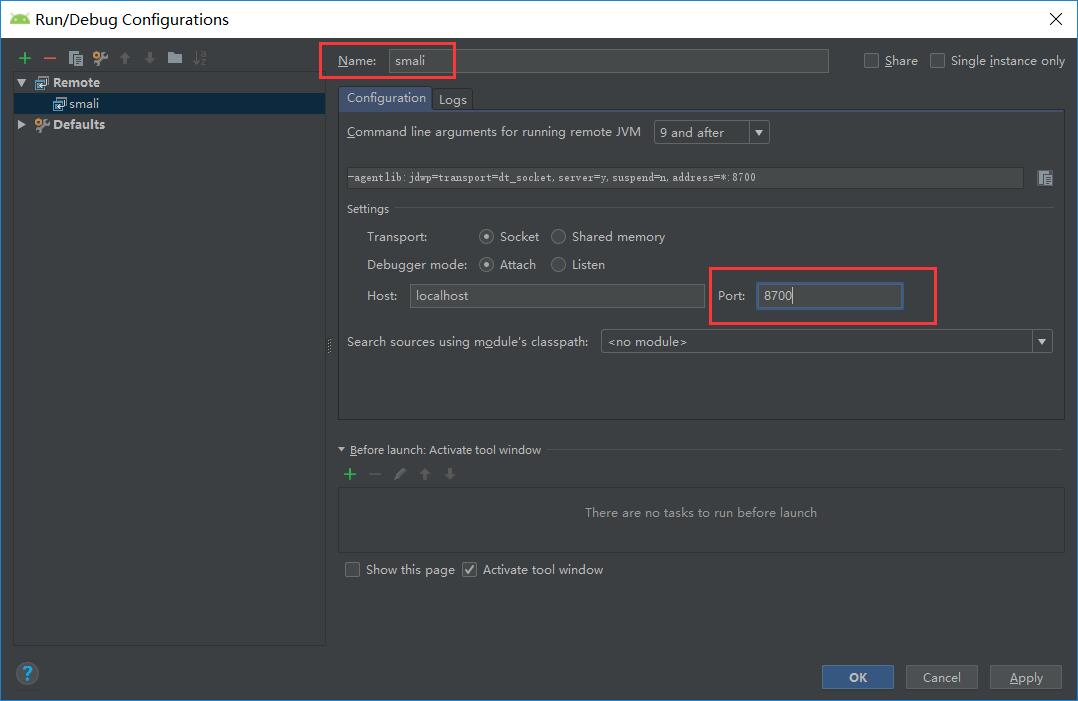 Run/Debug Configurations
Remote
smali
Defaults
Name: smali
Share
Single instance only
Configuration
Logs
Command line arguments for running remote JVM 9 and after
-agentlib:jdwp=transport=dt_socket,server=y,suspend=n,address=*:8700
Settings
Transport: Socket Shared memory
Debugger mode: Attach Listen
Host: localhost Port: 8700
Search sources using module's classpath: <no module>
Before launch: Activate tool window
There are no tasks to run before launch
Show this page Activate tool window
?
OK Cancel Apply